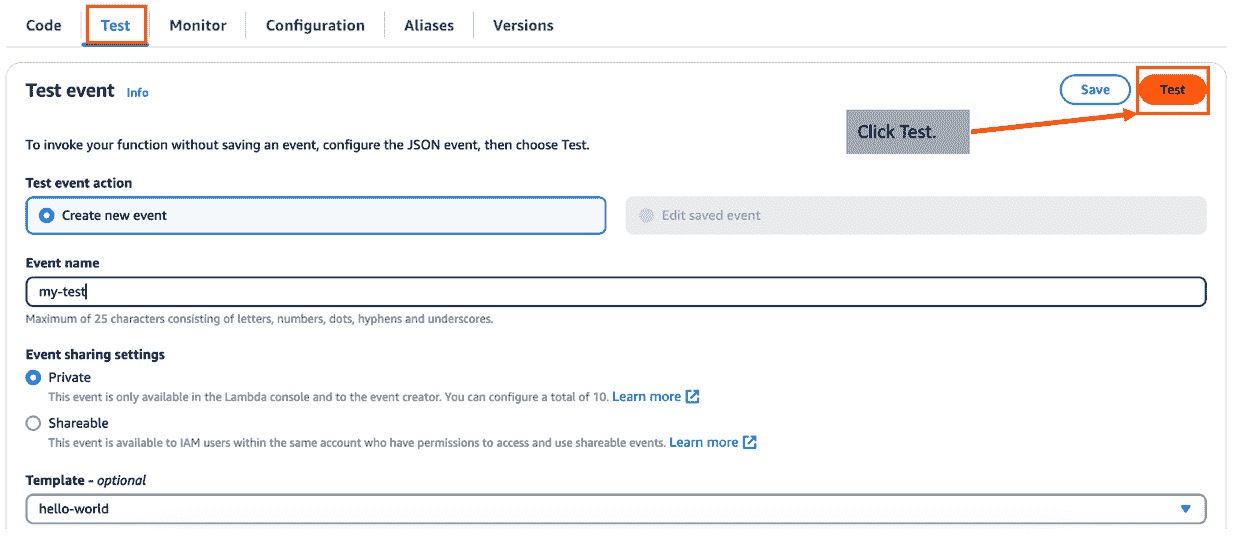 Code Test Monitor Configuration Aliases Versions
Test event Info
Save Test
Click Test.
To invoke your function without saving an event, configure the JSON event, then choose Test.
Test event action
Create new event Edit saved event
Event name
my-test
Maximum of 25 characters consisting of letters, numbers, dots, hyphens and underscores.
Event sharing settings
Private
This event is only available in the Lambda console and to the event creator. You can configure a total of 10. Learn more
Shareable
This event is available to IAM users within the same account who have permissions to access and use shareable events. Learn more
Template - optional
hello-world